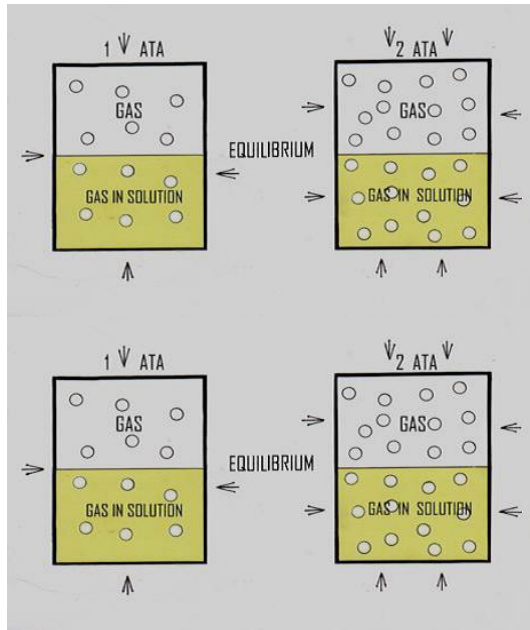 1 ATA
2 ATA
GAS
GAS
EQUILIBRIUM
GAS IN SOLUTION
GAS IN SOLUTION
1 ATA
2 ATA
GAS
GAS
EQUILIBRIUM
GAS IN SOLUTION
GAS IN SOLUTION